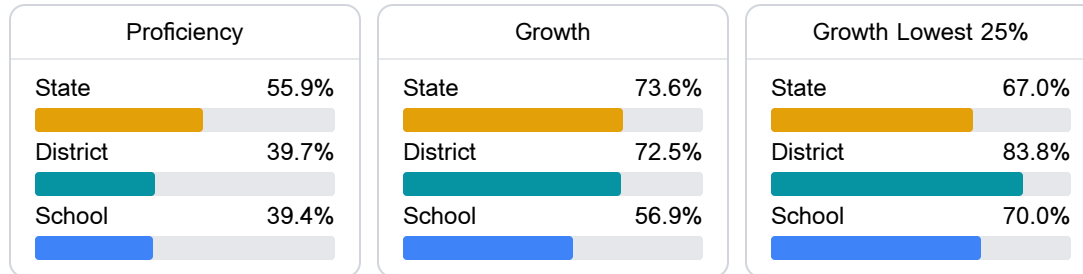 Proficiency
State 55.9%
District 39.7%
School 39.4%
Growth
State 73.6%
District 72.5%
School 56.9%
Growth Lowest 25%
State 67.0%
District 83.8%
School 70.0%